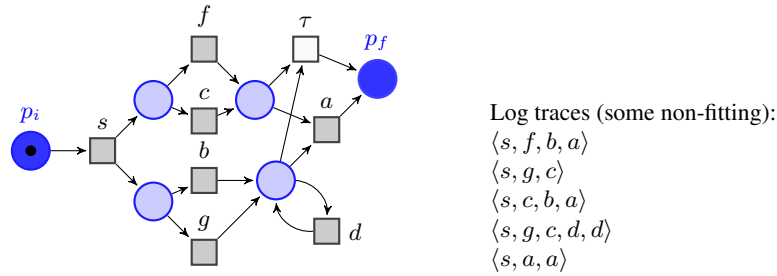 f
τ
p_f
c
a
p_i
s
b
g
d
Log traces (some non-fitting):
⟨s, f, b, a⟩
⟨s, g, c⟩
⟨s, c, b, a⟩
⟨s, g, c, d, d⟩
⟨s, a, a⟩